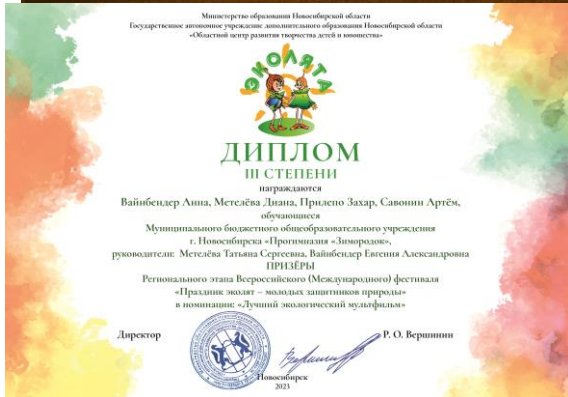 Министерство образования Новосибирской области
Государственное автономное учреждение дополнительного образования Новосибирской области
«Областной центр развития творчества детей и юношества»
ЭКОЛЯТА
ДИПЛОМ
III СТЕПЕНИ
награждаются
Вайнбендер Анна, Метелёва Диана, Прилепо Захар, Савонин Артём,
обучающиеся
Муниципального бюджетного общеобразовательного учреждения
г. Новосибирска «Прогимназия «Зимородок»,
руководители: Метелёва Татьяна Сергеевна, Вайнбендер Евгения Александровна
ПРИЗЁРЫ
Регионального этапа Всероссийского (Международного) фестиваля
«Праздник эколят – молодых защитников природы»
в номинации: «Лучший экологический мультфильм»
Директор
Р. О. Вершинин
Новосибирск
2023